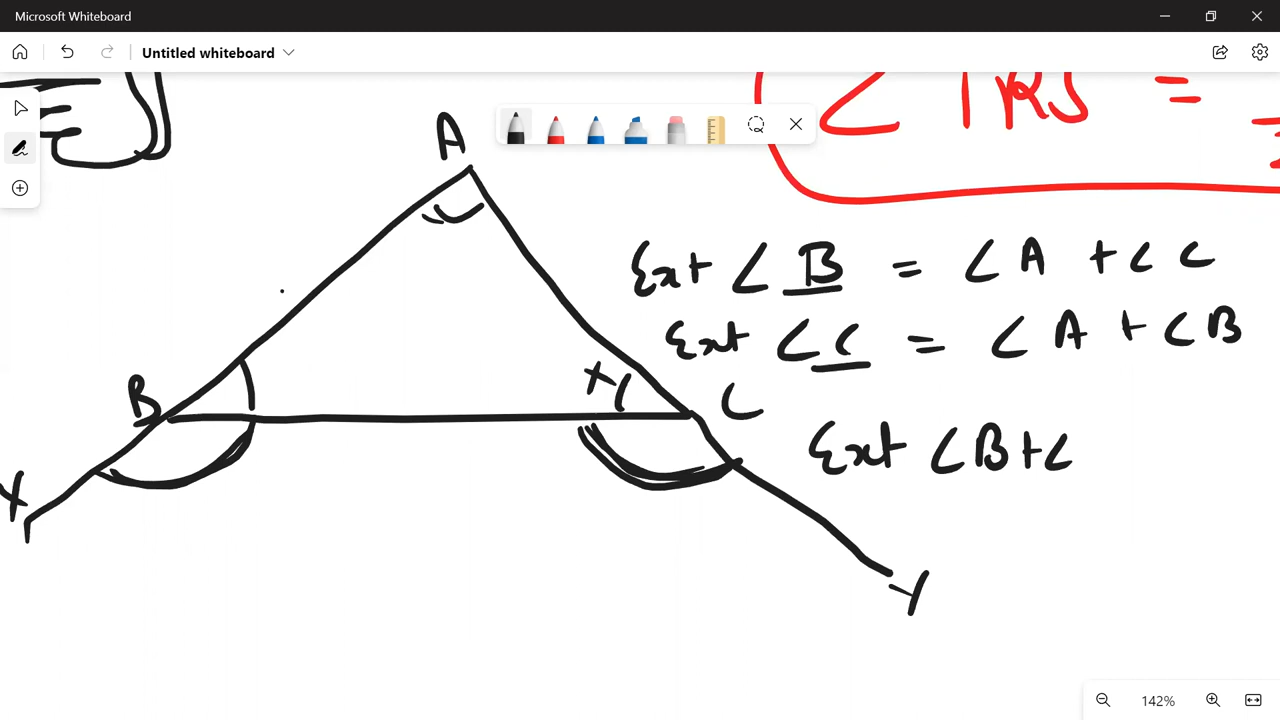 Microsoft Whiteboard
Untitled whiteboard
A
Ext ∠B = ∠A + ∠C
Ext ∠C = ∠A + ∠B
B
C
Ext ∠B+∠
X
Y
142%